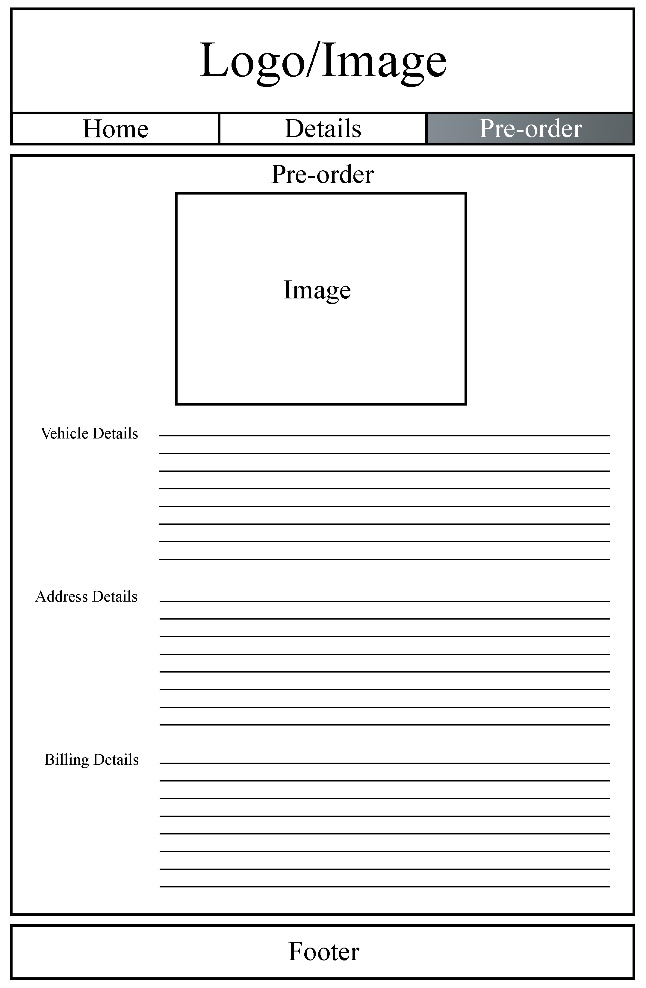 Logo/Image
Home Details Pre-order
Pre-order
Image
Vehicle Details
Address Details
Billing Details
Footer